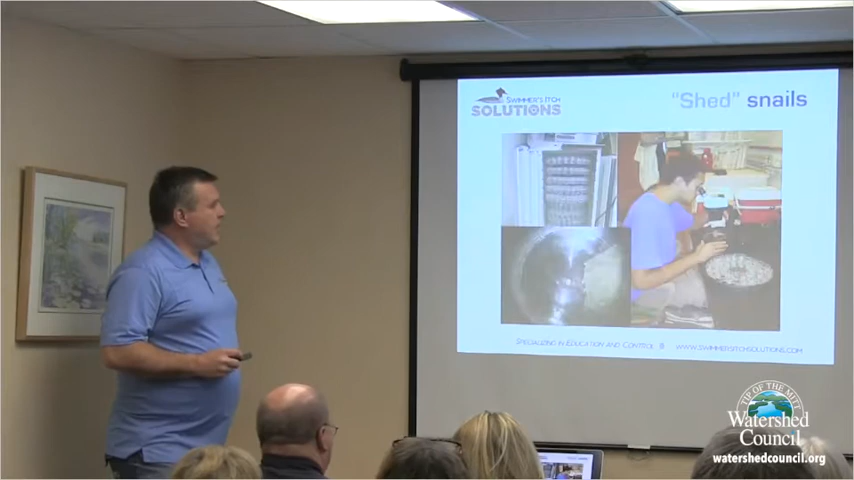 Swimmer's Itch
SOLUTIONS
"Shed" snails
Specializing in Education and Control
www.swimmersitchsolutions.com
TIP OF THE MITT
Watershed
Council
watershedcouncil.org